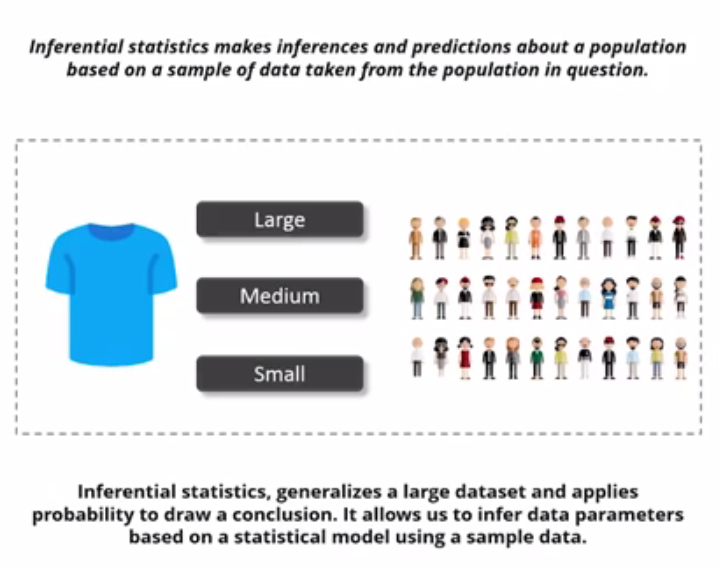 Inferential statistics makes inferences and predictions about a population
based on a sample of data taken from the population in question.
Large
Medium
Small
Inferential statistics, generalizes a large dataset and applies
probability to draw a conclusion. It allows us to infer data parameters
based on a statistical model using a sample data.